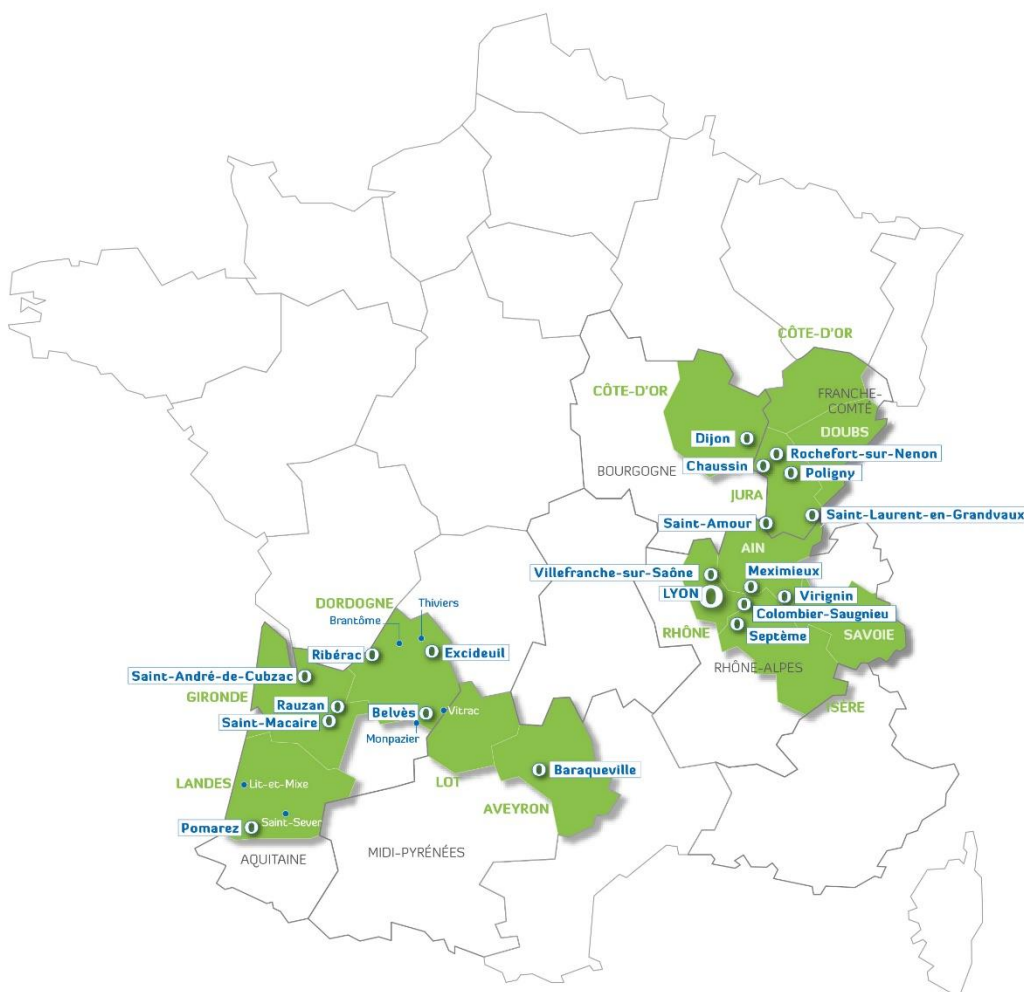 CÔTE-D'OR
CÔTE-D'OR
FRANCHE-
COMTÉ
DOUBS
Dijon
Rochefort-sur-Nenon
BOURGOGNE
Chaussin
Poligny
JURA
Saint-Laurent-en-Grandvaux
Saint-Amour
AIN
Villefranche-sur-Saône
Meximieux
LYON
Virignin
Colombier-Saugnieu
RHÔNE
Septème
SAVOIE
RHÔNE-ALPES
ISÈRE
DORDOGNE
Thiviers
Brantôme
Ribérac
Excideuil
Saint-André-de-Cubzac
GIRONDE
Rauzan
Belvès
Vitrac
Saint-Macaire
Monpazier
LANDES
Lit-et-Mixe
LOT
Baraqueville
AVEYRON
Saint-Sever
Pomarez
AQUITAINE
MIDI-PYRÉNÉES